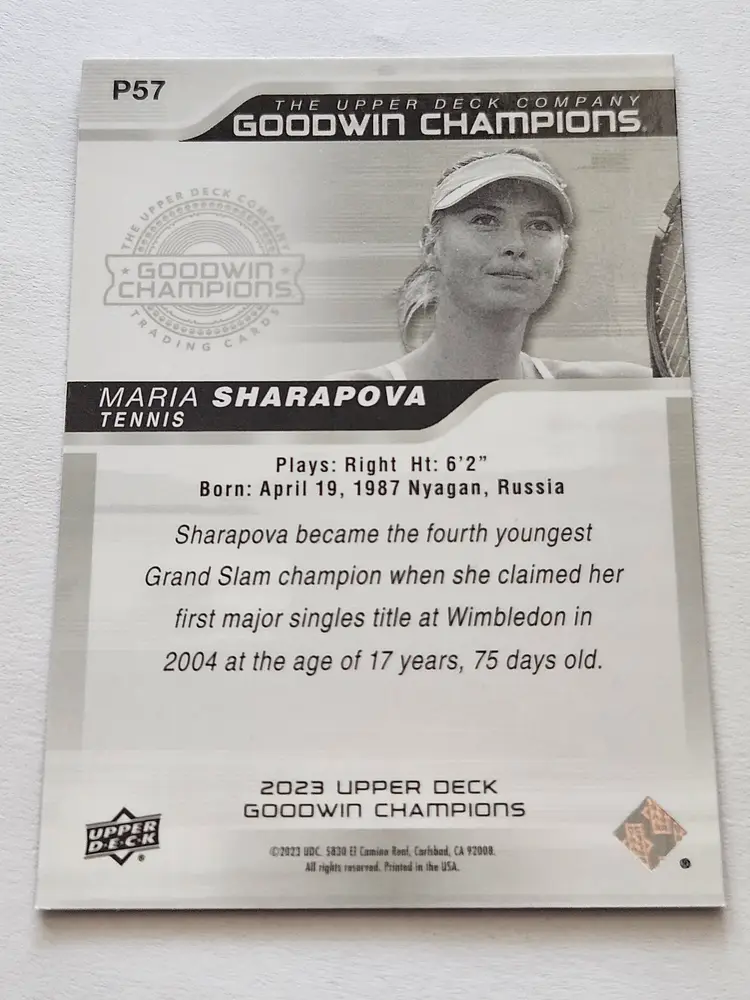 P57
THE UPPER DECK COMPANY
GOODWIN CHAMPIONS.
THE UPPER DECK COMPANY
GOODWIN
CHAMPIONS
TRADING CARDS
MARIA SHARAPOVA
TENNIS
Plays: Right Ht: 6'2"
Born: April 19, 1987 Nyagan, Russia
Sharapova became the fourth youngest
Grand Slam champion when she claimed her
first major singles title at Wimbledon in
2004 at the age of 17 years, 75 days old.
2023 UPPER DECK
GOODWIN CHAMPIONS
UPPER
DECK
©2023 UDC. 5830 El Camino Real, Carlsbad, CA 92008.
All rights reserved. Printed in the USA.